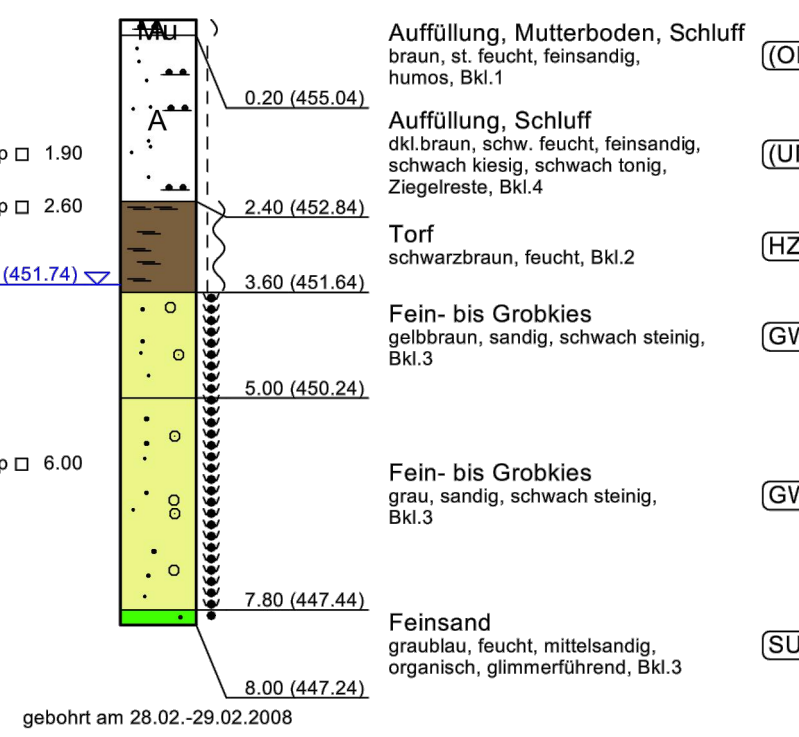 Mu
Auffüllung, Mutterboden, Schluff
braun, st. feucht, feinsandig,
humos, Bkl.1
(O
0.20 (455.04)
A
Auffüllung, Schluff
dkl.braun, schw. feucht, feinsandig,
schwach kiesig, schwach tonig,
Ziegelreste, Bkl.4
(U
p 1.90
p 2.60
2.40 (452.84)
Torf
schwarzbraun, feucht, Bkl.2
HZ
(451.74)
3.60 (451.64)
Fein- bis Grobkies
gelbbraun, sandig, schwach steinig,
Bkl.3
GW
5.00 (450.24)
p 6.00
Fein- bis Grobkies
grau, sandig, schwach steinig,
Bkl.3
GW
7.80 (447.44)
Feinsand
graublau, feucht, mittelsandig,
organisch, glimmerführend, Bkl.3
SU
8.00 (447.24)
gebohrt am 28.02.-29.02.2008